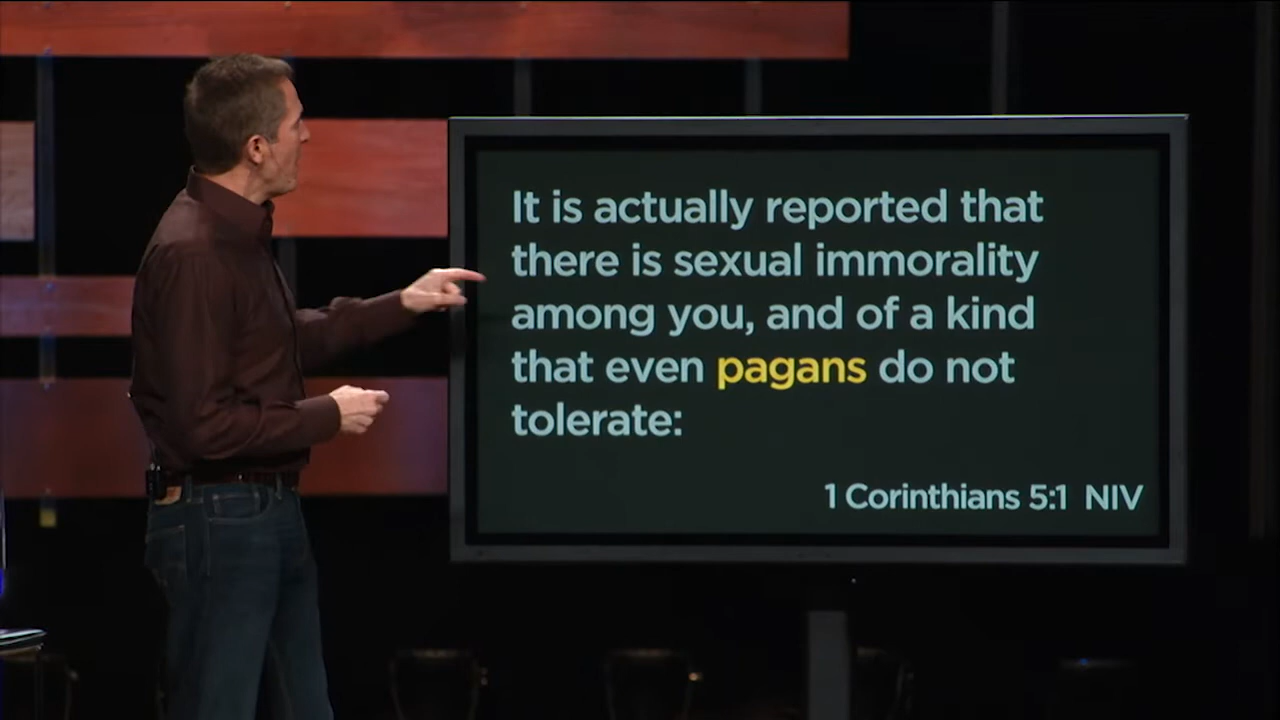 It is actually reported that
there is sexual immorality
among you, and of a kind
that even pagans do not
tolerate:
1 Corinthians 5:1 NIV